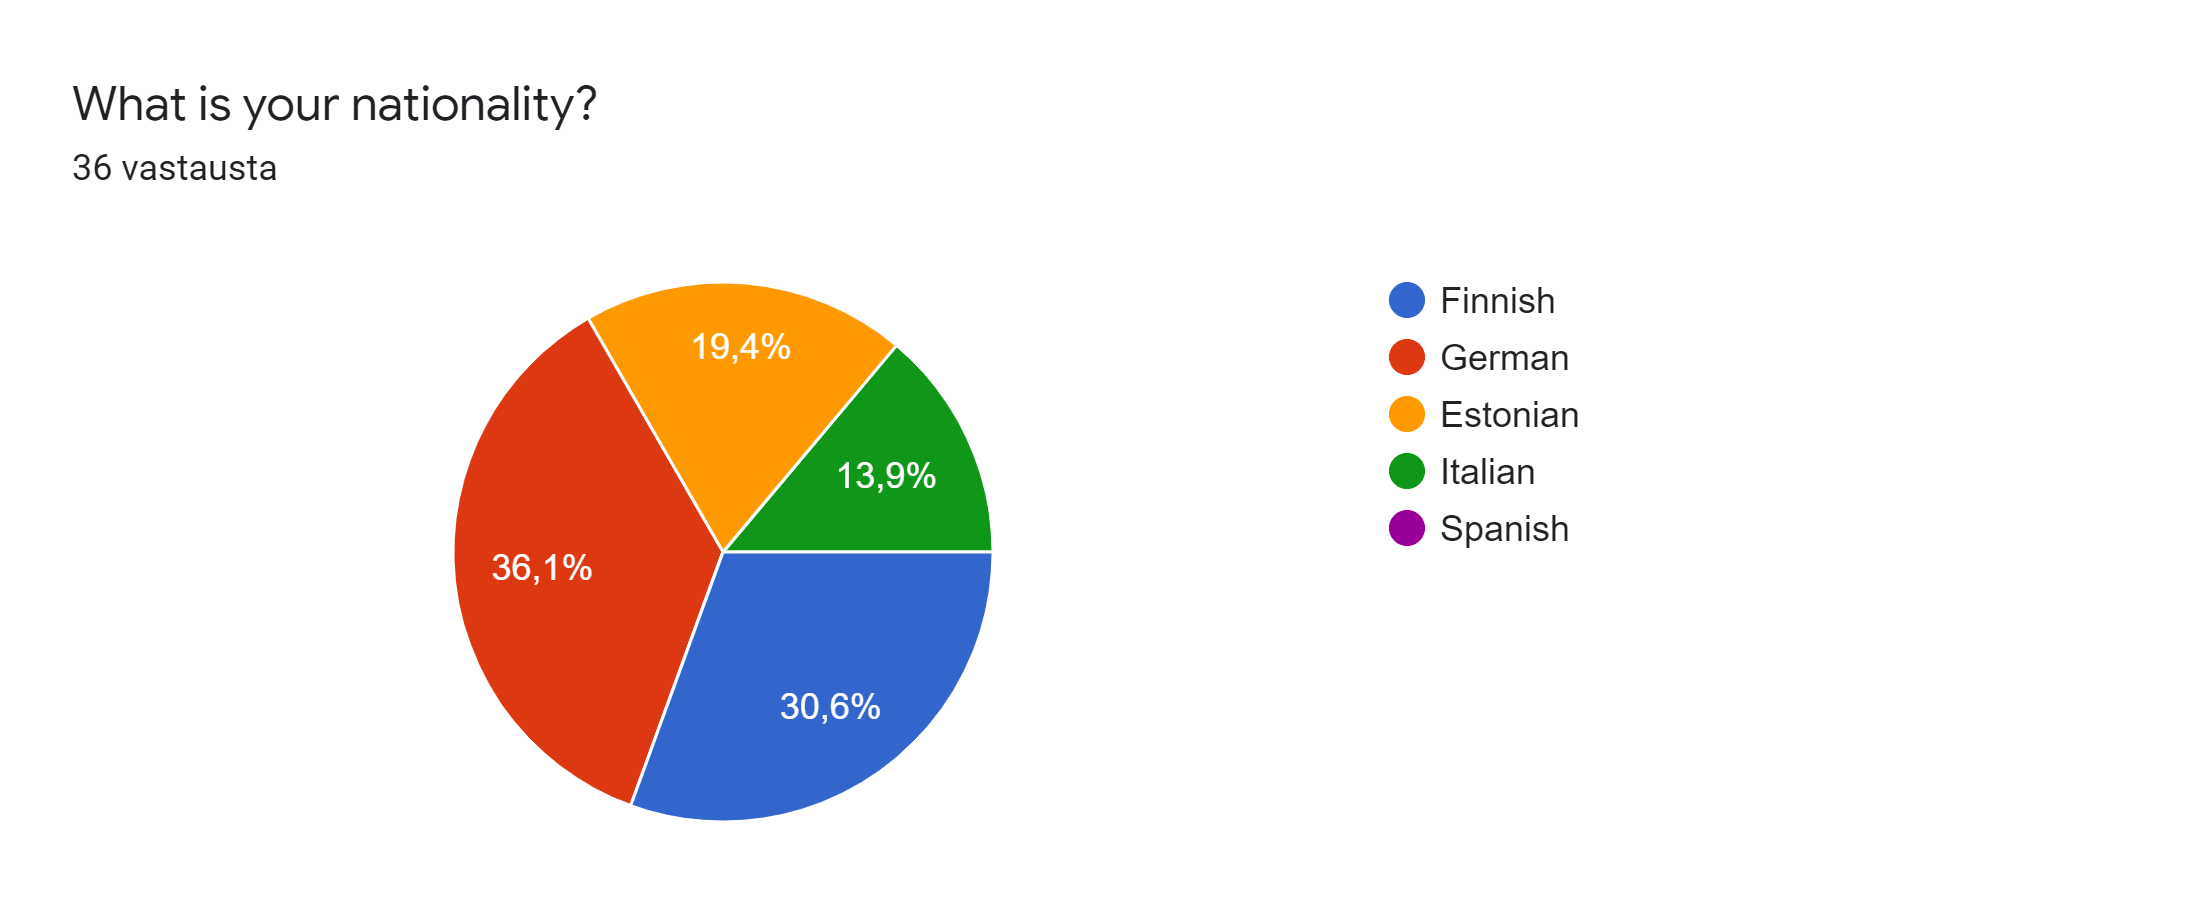 What is your nationality?
36 vastausta
19,4%
13,9%
36,1%
30,6%
Finnish
German
Estonian
Italian
Spanish